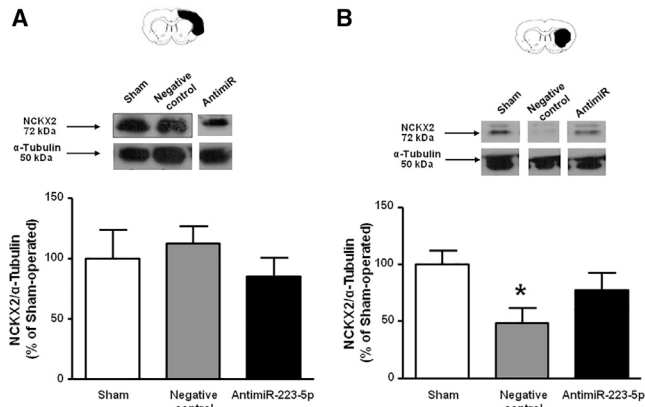 A
Sham
Negative
control
AntimiR
NCKX2
72 kDa
α-Tubulin
50 kDa
NCKX2/α-Tubulin
(% of Sham-operated)
150
100
50
0
Sham
Negative
control
AntimiR-223-5p
B
Sham
Negative
control
AntimiR
NCKX2
72 kDa
α-Tubulin
50 kDa
NCKX2/α-Tubulin
(% of Sham-operated)
150
100
50
0
*
Sham
Negative
control
AntimiR-223-5p